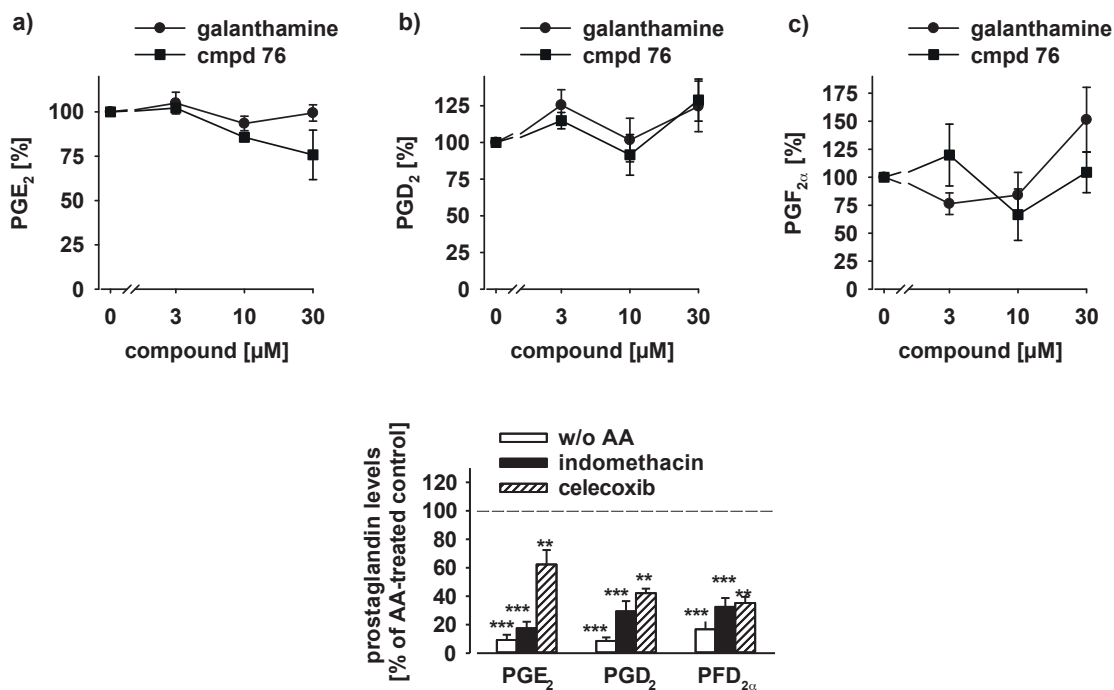 a)
galanthamine
cmpd 76
PGE2 [%]
100
75
50
25
0
0 3 10 30
compound [µM]
b)
galanthamine
cmpd 76
PGD2 [%]
125
100
75
50
25
0
0 3 10 30
compound [µM]
c)
galanthamine
cmpd 76
PGF2α [%]
175
150
125
100
75
50
25
0
0 3 10 30
compound [µM]
w/o AA
indomethacin
celecoxib
prostaglandin levels
[% of AA-treated control]
120
100
80
60
40
20
0
*** *** **
*** *** **
*** *** **
PGE2 PGD2 PFD2α